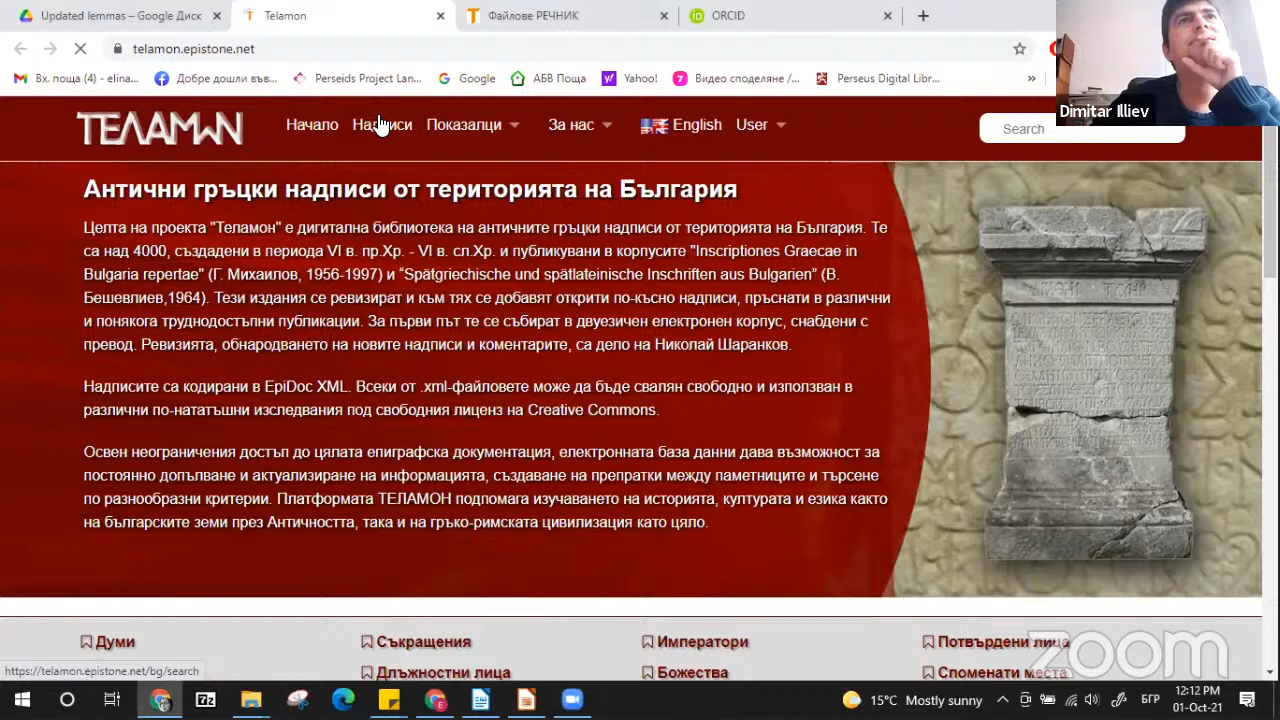 Updated lemmas – Google Диск
Telamon
Файлове РЕЧНИК
ORCID
telamon.epistone.net
Вх. поща (4) - elina...
Добре дошли във...
Perseids Project Lan...
Google
АБВ Поща
Yahoo!
Видео споделяне /...
Perseus Digital Libr...
Dimitar Illiev
ΤΕΛΑΜΩΝ
Начало
Надписи
Показалци
За нас
English
User
Search
Антични гръцки надписи от територията на България
Целта на проекта "Теламон" е дигитална библиотека на античните гръцки надписи от територията на България. Те
са над 4000, създадени в периода VI в. пр.Хр. - VI в. сл.Хр. и публикувани в корпусите "Inscriptiones Graecae in
Bulgaria repertae" (Г. Михаилов, 1956-1997) и “Spätgriechische und spätlateinische Inschriften aus Bulgarien” (В.
Бешевлиев,1964). Тези издания се ревизират и към тях се добавят открити по-късно надписи, пръснати в различни
и понякога труднодостъпни публикации. За първи път те се събират в двуезичен електронен корпус, снабдени с
превод. Ревизията, обнародването на новите надписи и коментарите, са дело на Николай Шаранков.
Надписите са кодирани в EpiDoc XML. Всеки от .xml-файловете може да бъде свалян свободно и използван в
различни по-нататъшни изследвания под свободния лиценз на Creative Commons.
Освен неограничения достъп до цялата епиграфска документация, електронната база данни дава възможност за
постоянно допълване и актуализиране на информацията, създаване на препратки между паметниците и търсене
по разнообразни критерии. Платформата ТЕЛАМОН подпомага изучаването на историята, културата и езика както
на българските земи през Античността, така и на гръко-римската цивилизация като цяло.
Думи
Съкращения
Императори
Потвърдени лица
Длъжностни лица
Божества
Споменати места
https://telamon.epistone.net/bg/search
zoom
15°C Mostly sunny
БГР
12:12 PM
01-Oct-21